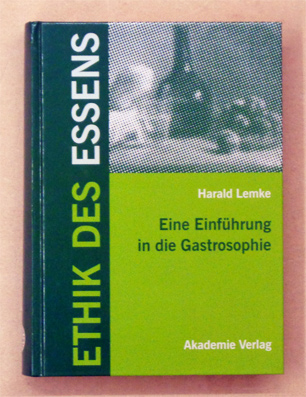 ETHIK DES ESSENS
Harald Lemke
Eine Einführung
in die Gastrosophie
Akademie Verlag